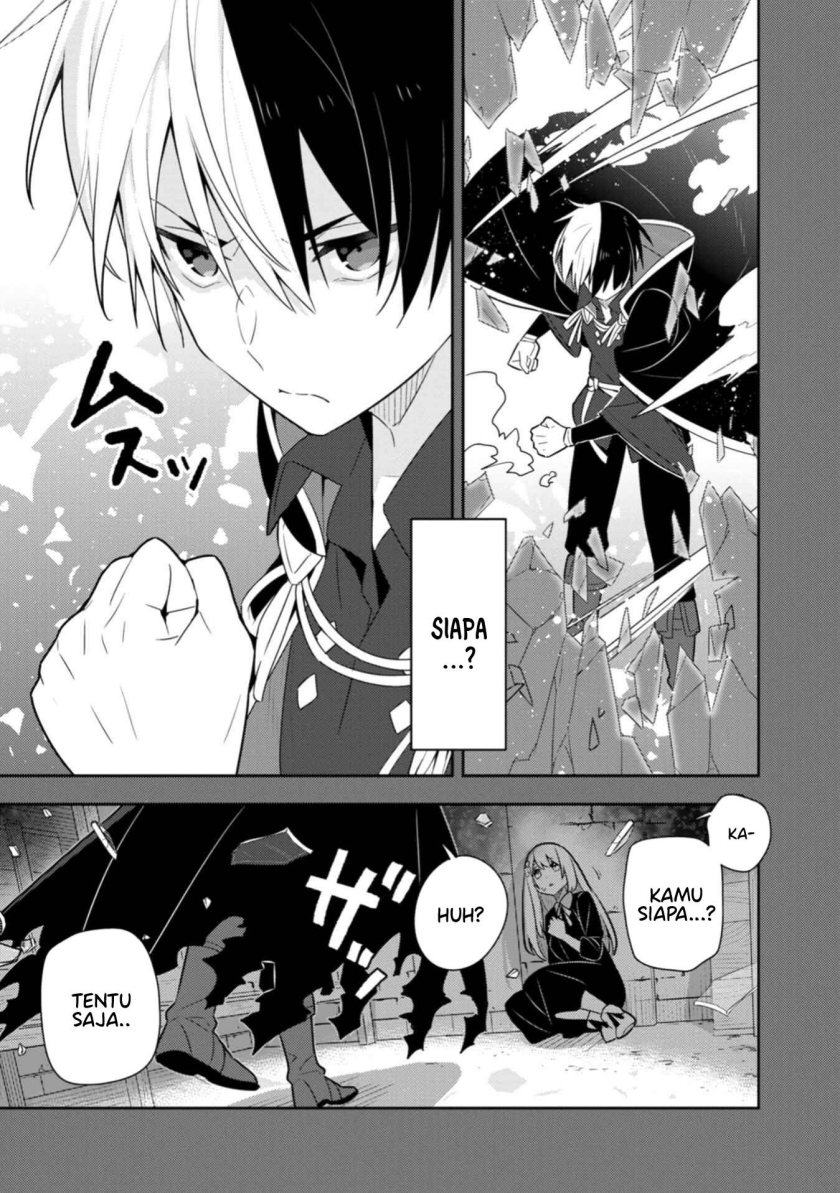 SIAPA
...?
ムスッ
KA-
KAMU
SIAPA...?
HUH?
ザッ
TENTU
SAJA..